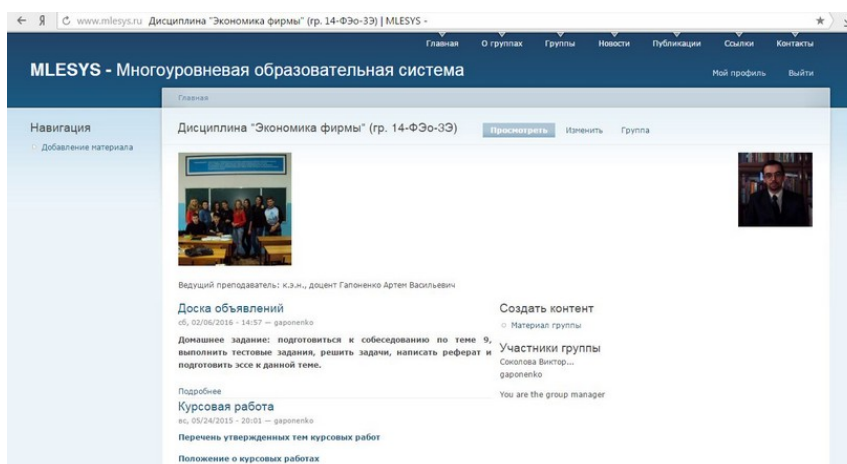 www.mlesys.ru Дисциплина "Экономика фирмы" (гр. 14-ФЭо-3Э) | MLESYS -
Главная О группах Группы Новости Публикации Ссылки Контакты
MLESYS - Многоуровневая образовательная система
Мой профиль Выйти
Главная
Навигация
Добавление материала
Дисциплина "Экономика фирмы" (гр. 14-ФЭо-3Э)
Просмотреть Изменить Группа
Ведущий преподаватель: к.э.н., доцент Гапоненко Артем Васильевич
Доска объявлений
сб, 02/06/2016 - 14:57 — gaponenko
Домашнее задание: подготовиться к собеседованию по теме 9,
выполнить тестовые задания, решить задачи, написать реферат и
подготовить эссе к данной теме.
Подробнее
Курсовая работа
вс, 05/24/2015 - 20:01 — gaponenko
Перечень утвержденных тем курсовых работ
Положение о курсовых работах
Создать контент
Материал группы
Участники группы
Соколова Виктор...
gaponenko
You are the group manager